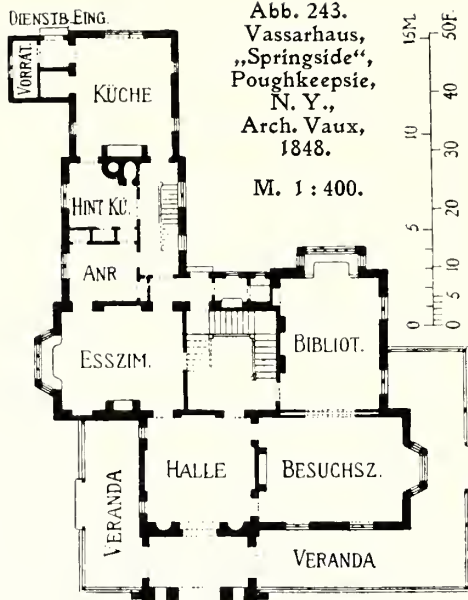 Abb. 243.
Vassarhaus,
„Springside“,
Poughkeepsie,
N. Y.,
Arch. Vaux,
1848.
M. 1 : 400.
15M.
10
5
0
50F.
40
30
20
10
5
0
DIENSTB. EING.
VORRAT.
KÜCHE
HINT KÜ.
ANR
ESSZIM.
BIBLIOT.
HALLE
BESUCHSZ.
VERANDA
VERANDA